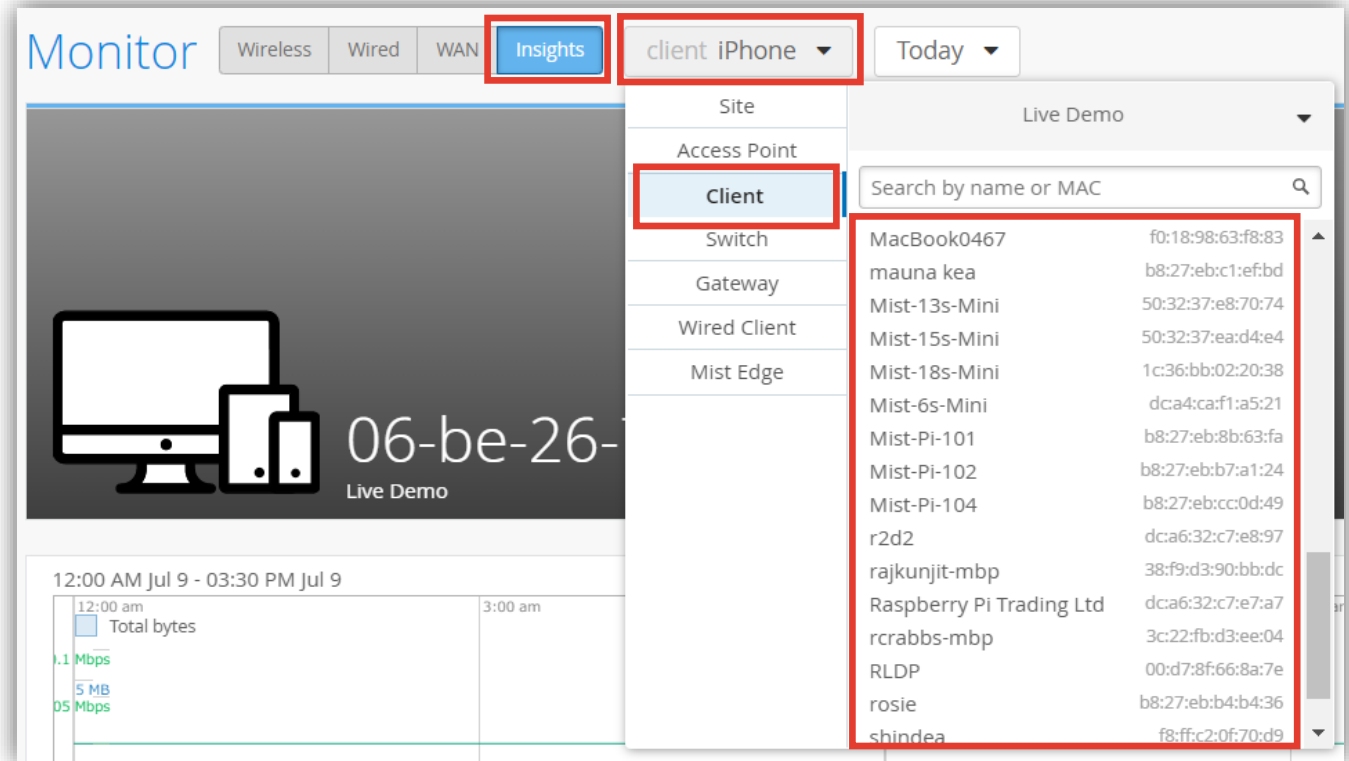 Monitor Wireless Wired WAN Insights client iPhone Today
Site
Access Point
Client
Switch
Gateway
Wired Client
Mist Edge
Live Demo
Search by name or MAC
MacBook0467 f0:18:98:63:f8:83
mauna kea b8:27:eb:c1:ef:bd
Mist-13s-Mini 50:32:37:e8:70:74
Mist-15s-Mini 50:32:37:ea:d4:e4
Mist-18s-Mini 1c:36:bb:02:20:38
Mist-6s-Mini dc:a4:ca:f1:a5:21
Mist-Pi-101 b8:27:eb:8b:63:fa
Mist-Pi-102 b8:27:eb:b7:a1:24
Mist-Pi-104 b8:27:eb:cc:0d:49
r2d2 dc:a6:32:c7:e8:97
rajkunjit-mbp 38:f9:d3:90:bb:dc
Raspberry Pi Trading Ltd dc:a6:32:c7:e7:a7
rcrabbs-mbp 3c:22:fb:d3:ee:04
RLDP 00:d7:8f:66:8a:7e
rosie b8:27:eb:b4:b4:36
shindea f8:ff:c2:0f:70:d9
06-be-26-
Live Demo
12:00 AM Jul 9 - 03:30 PM Jul 9
12:00 am 3:00 am
Total bytes
.1 Mbps
5 MB
05 Mbps